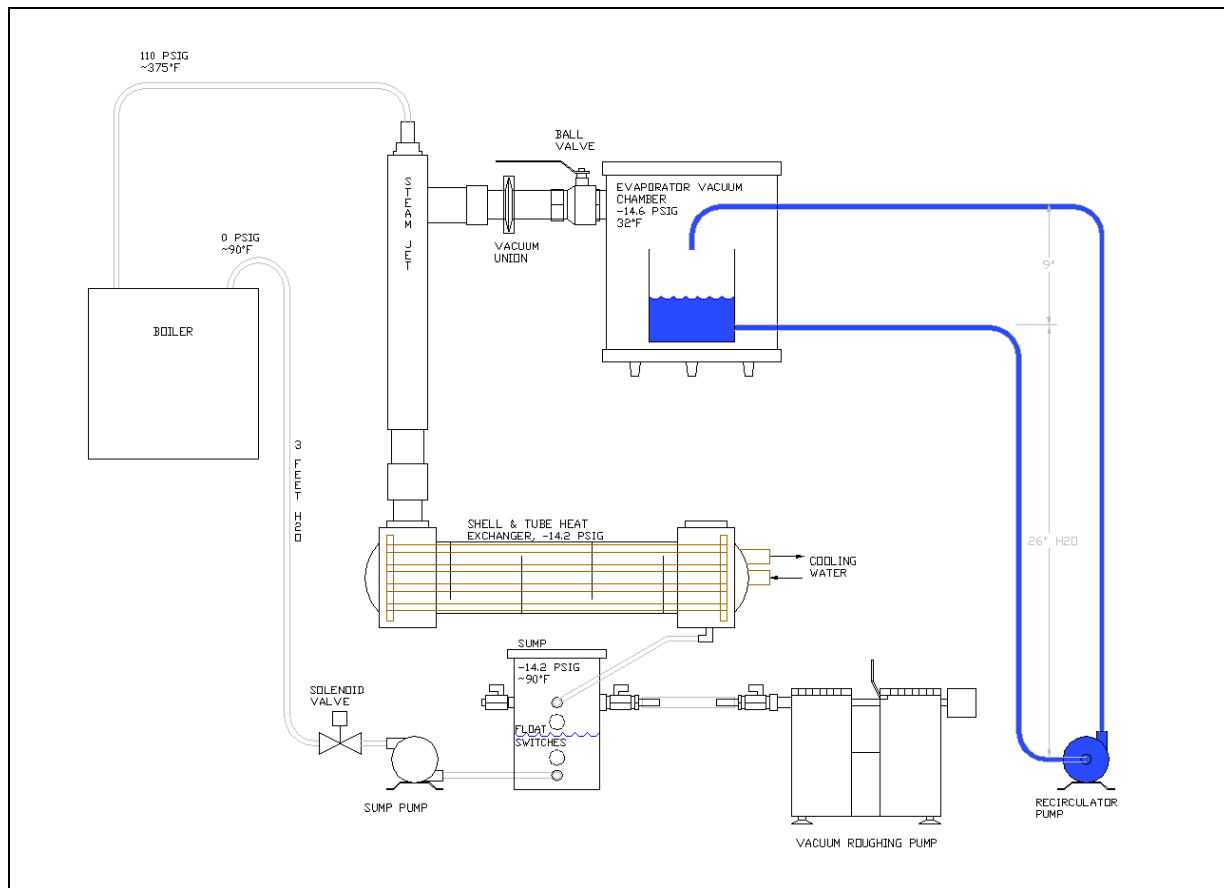 110 PSIG
~375°F
BALL
VALVE
STEAM JET
EVAPORATOR VACUUM
CHAMBER
-14.6 PSIG
32°F
0 PSIG
~90°F
VACUUM
UNION
9"
BOILER
3 FEET H2O
SHELL & TUBE HEAT
EXCHANGER, -14.2 PSIG
26" H2O
COOLING
WATER
SUMP
-14.2 PSIG
~90°F
SOLENOID
VALVE
FLOAT
SWITCHES
SUMP PUMP
RECIRCULATOR
PUMP
VACUUM ROUGHING PUMP